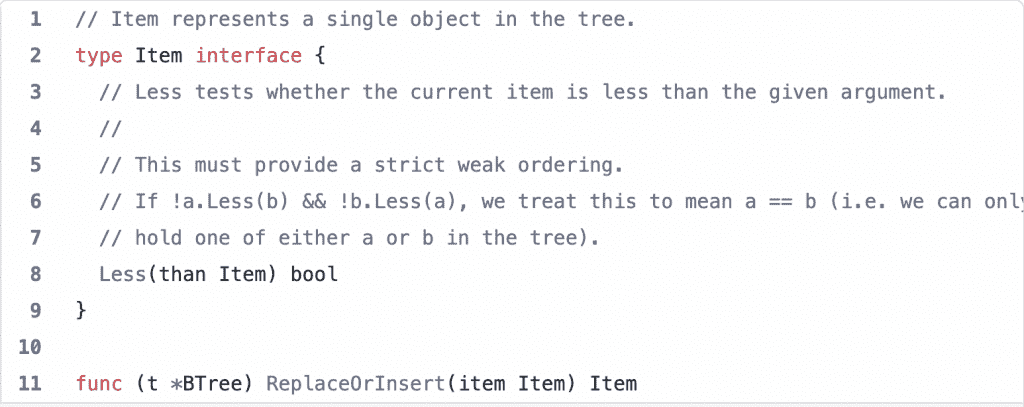 1 // Item represents a single object in the tree.
2 type Item interface {
3 // Less tests whether the current item is less than the given argument.
4 //
5 // This must provide a strict weak ordering.
6 // If !a.Less(b) && !b.Less(a), we treat this to mean a == b (i.e. we can
7 // hold one of either a or b in the tree).
8 Less(than Item) bool
9 }
10
11 func (t *BTree) ReplaceOrInsert(item Item) Item